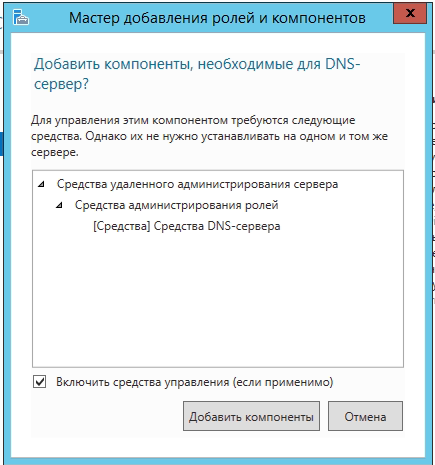 Мастер добавления ролей и компонентов
x
Добавить компоненты, необходимые для DNS-
сервер?
Для управления этим компонентом требуются следующие
средства. Однако их не нужно устанавливать на одном и том же
сервере.
Средства удаленного администрирования сервера
Средства администрирования ролей
[Средства] Средства DNS-сервера
Включить средства управления (если применимо)
Добавить компоненты
Отмена